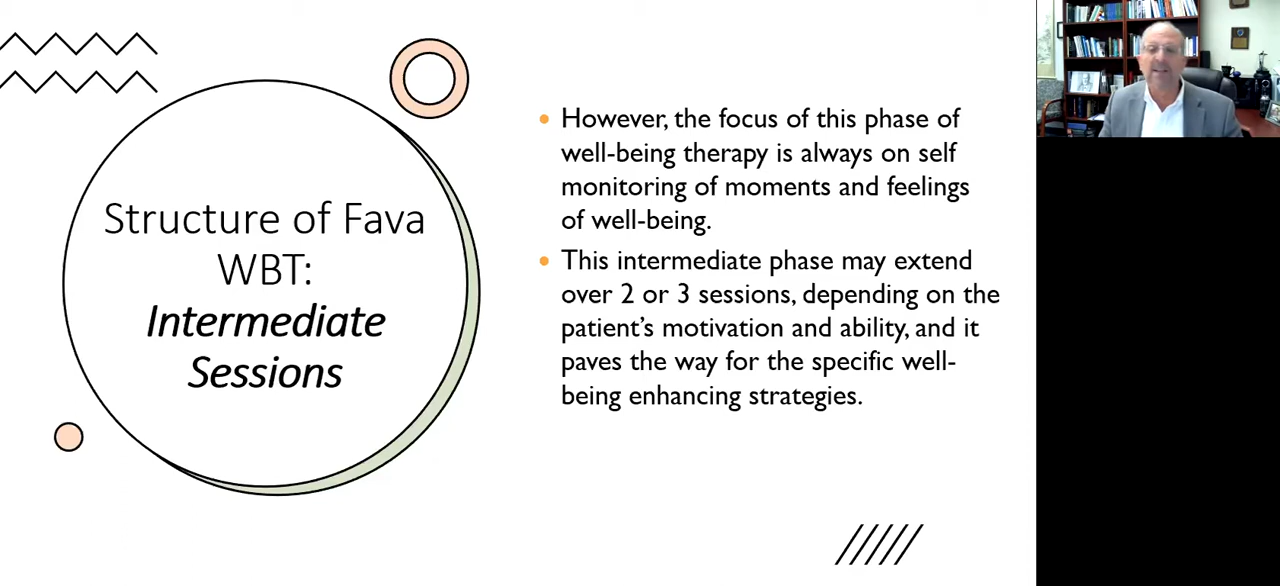 Structure of Fava
WBT:
Intermediate
Sessions
However, the focus of this phase of
well-being therapy is always on self
monitoring of moments and feelings
of well-being.
This intermediate phase may extend
over 2 or 3 sessions, depending on the
patient's motivation and ability, and it
paves the way for the specific well-
being enhancing strategies.